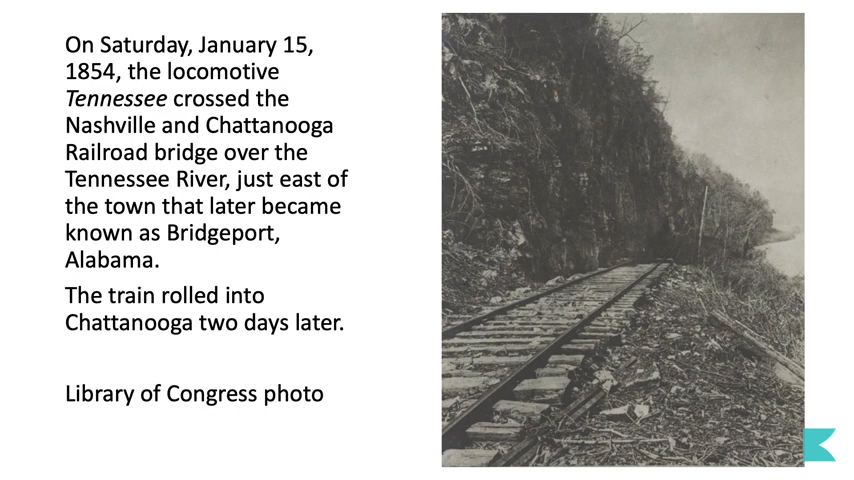 On Saturday, January 15,
1854, the locomotive
Tennessee crossed the
Nashville and Chattanooga
Railroad bridge over the
Tennessee River, just east of
the town that later became
known as Bridgeport,
Alabama.
The train rolled into
Chattanooga two days later.
Library of Congress photo